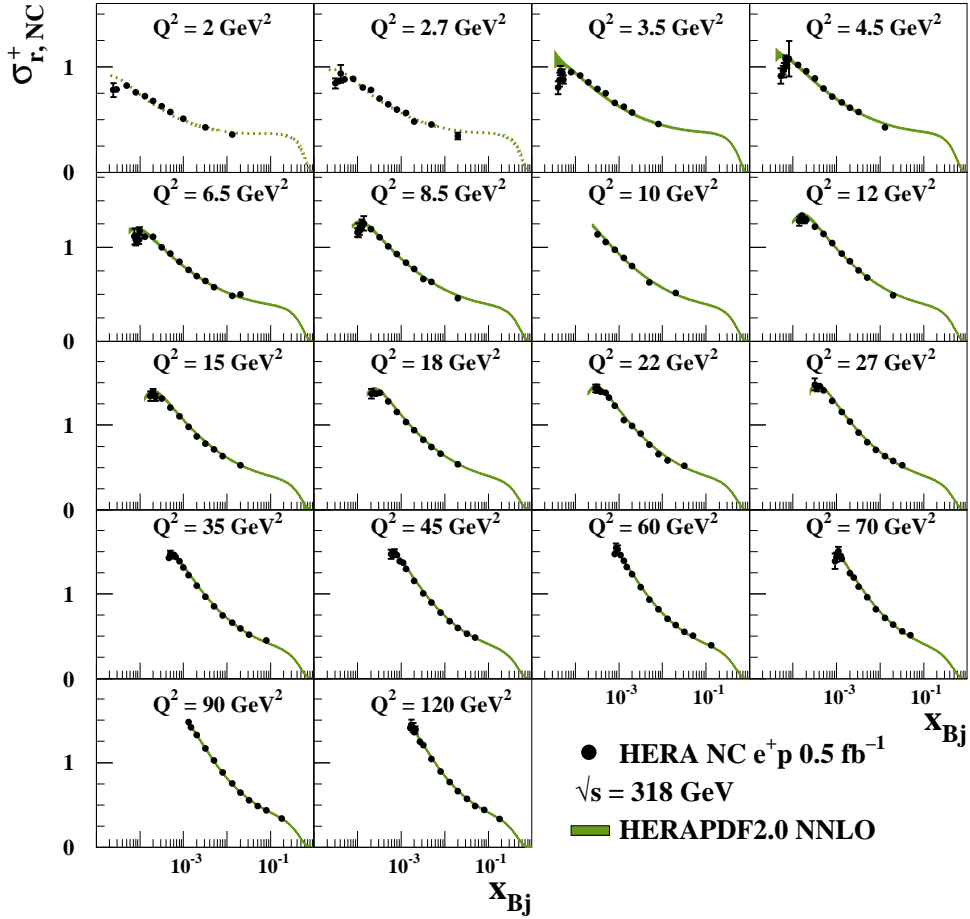 σ⁺r, NC
Q² = 2 GeV²
Q² = 2.7 GeV²
Q² = 3.5 GeV²
Q² = 4.5 GeV²
1
0
Q² = 6.5 GeV²
Q² = 8.5 GeV²
Q² = 10 GeV²
Q² = 12 GeV²
1
0
Q² = 15 GeV²
Q² = 18 GeV²
Q² = 22 GeV²
Q² = 27 GeV²
1
0
Q² = 35 GeV²
Q² = 45 GeV²
Q² = 60 GeV²
Q² = 70 GeV²
1
0
10⁻³ 10⁻¹ 10⁻³ 10⁻¹
Q² = 90 GeV²
Q² = 120 GeV²
xBj
1
0
10⁻³ 10⁻¹ 10⁻³ 10⁻¹
xBj
HERA NC e⁺p 0.5 fb⁻¹
√s = 318 GeV
HERAPDF2.0 NNLO